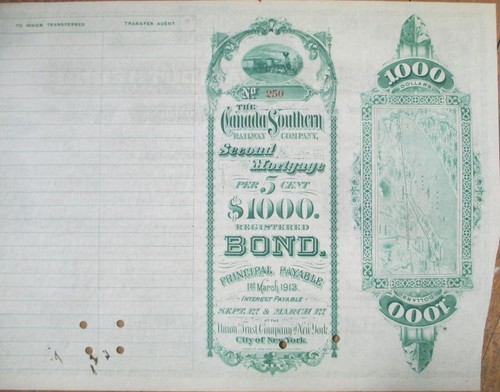 TO WHOM TRANSFERRED
TRANSFER AGENT
No. 250
THE
Canada Southern
RAILWAY COMPANY,
Second
Mortgage
PER 5 CENT
$1000.
REGISTERED
BOND.
PRINCIPAL PAYABLE
1st March, 1913.
INTEREST PAYABLE
SEPT. 1st & MARCH 1st
AT THE
Union Trust Company of New York
City of New York.
1000
DOLLARS
DOLLARS
1000